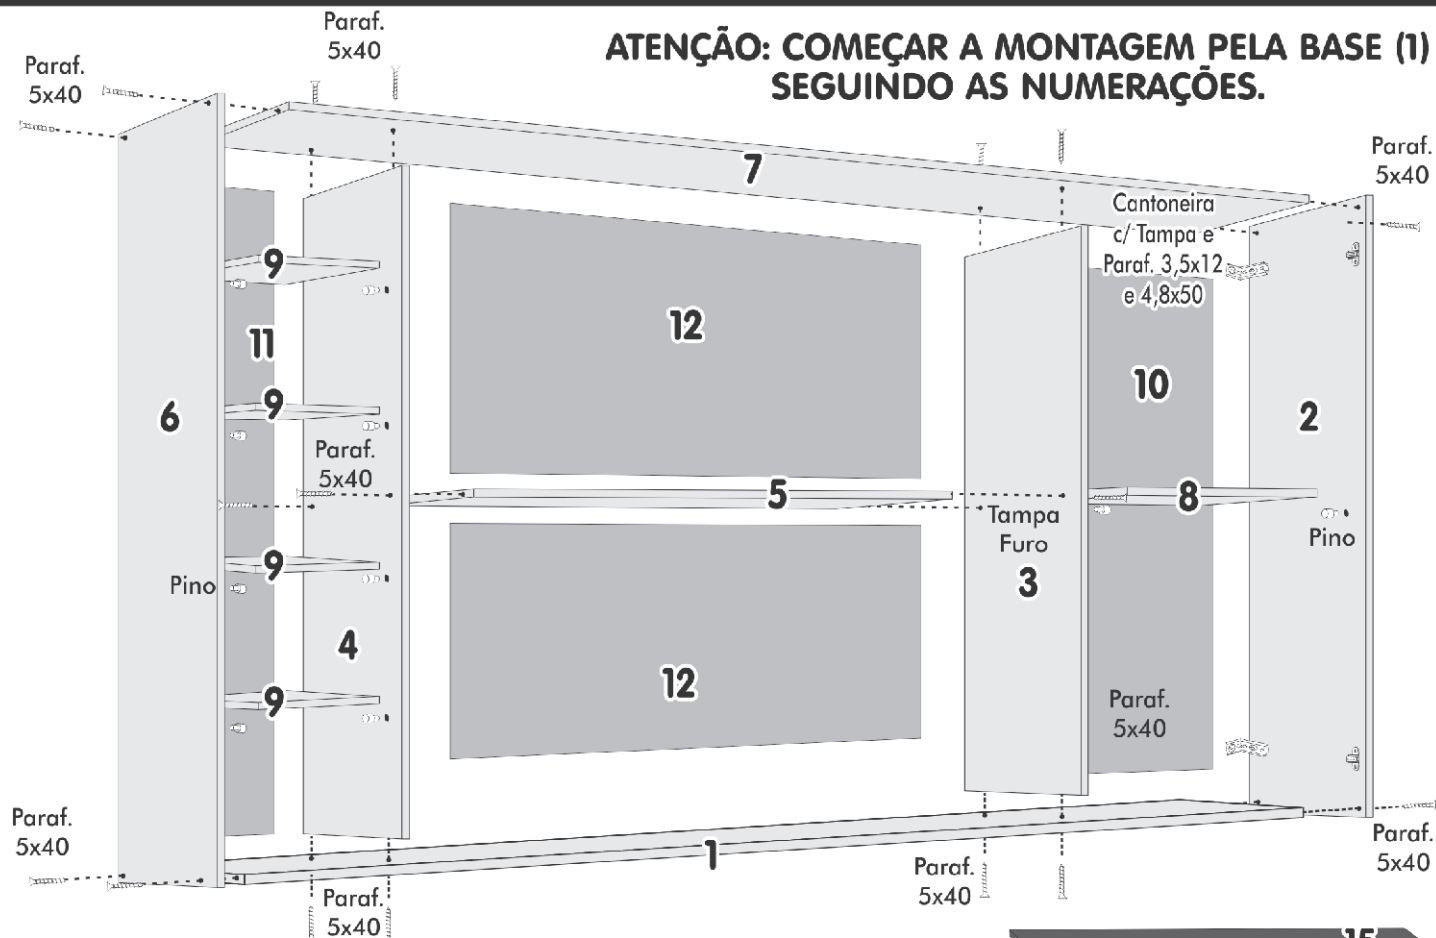 ATENÇÃO: COMEÇAR A MONTAGEM PELA BASE (1)
SEGUINDO AS NUMERAÇÕES.
Paraf.
5x40
Paraf.
5x40
Paraf.
5x40
7
Cantoneira
c/ Tampa e
Paraf. 3,5x12
e 4,8x50
9
11
12
10
6
9
2
Paraf.
5x40
5
8
Tampa
Furo
Pino
3
9
Pino
4
12
9
Paraf.
5x40
Paraf.
5x40
1
Paraf.
5x40
Paraf.
5x40
Paraf.
5x40
15